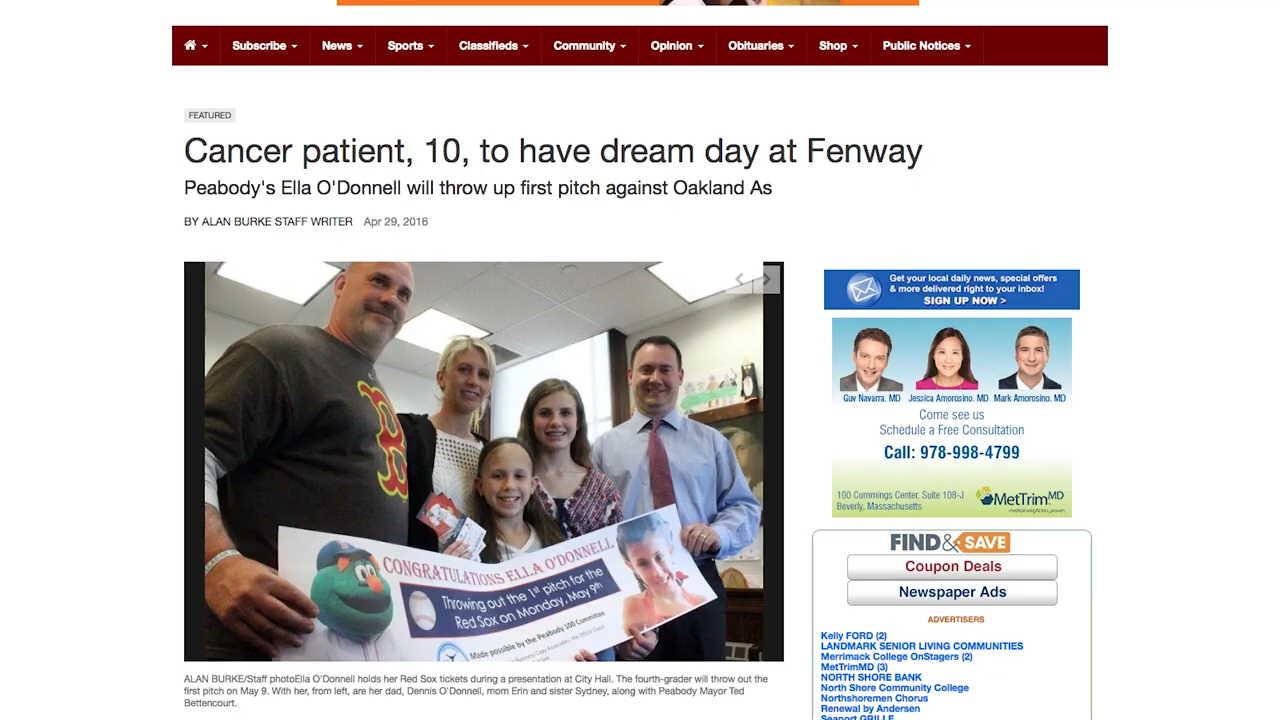 Subscribe News Sports Classifieds Community Opinion Obituaries Shop Public Notices
FEATURED
Cancer patient, 10, to have dream day at Fenway
Peabody's Ella O'Donnell will throw up first pitch against Oakland As
BY ALAN BURKE STAFF WRITER Apr 29, 2016
CONGRATULATIONS ELLA O'DONNELL
Throwing out the 1st pitch for the
Red Sox on Monday, May 9th
Made possible by the Peabody 100 Committee
ALAN BURKE/Staff photoElla O'Donnell holds her Red Sox tickets during a presentation at City Hall. The fourth-grader will throw out the
first pitch on May 9. With her, from left, are her dad, Dennis O'Donnell, mom Erin and sister Sydney, along with Peabody Mayor Ted
Bettencourt.
Get your local daily news, special offers
& more delivered right to your inbox!
SIGN UP NOW >
Guv Navarra. MD Jessica Amorosino. MD Mark Amorosino. MD
Come see us
Schedule a Free Consultation
Call: 978-998-4799
100 Cummings Center, Suite 108-J
Beverly, Massachusetts
MetTrimMD
medical weight loss, proven.
FIND & SAVE
Coupon Deals
Newspaper Ads
ADVERTISERS
Kelly FORD (2)
LANDMARK SENIOR LIVING COMMUNITIES
Merrimack College OnStagers (2)
MetTrimMD (3)
NORTH SHORE BANK
North Shore Community College
Northshoremen Chorus
Renewal by Andersen
Seaport GRILLE